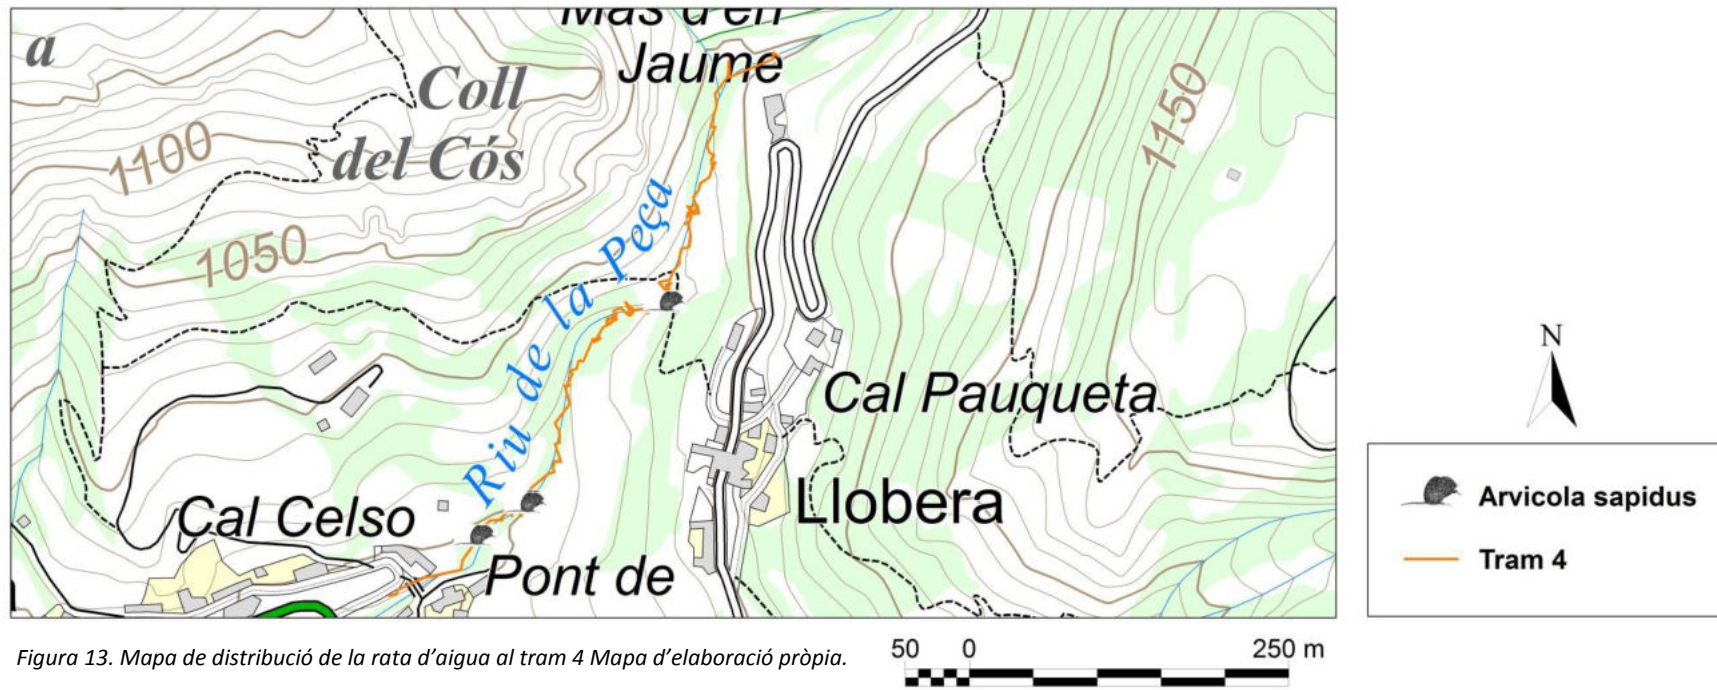 a
Mas d'en
Jaume
Coll
del Cós
1100
1150
1050
Riu de la Peça
Cal Pauqueta
Llobera
Cal Celso
Pont de
N
Arvicola sapidus
Tram 4
Figura 13. Mapa de distribució de la rata d'aigua al tram 4 Mapa d'elaboració pròpia.
50 0 250 m